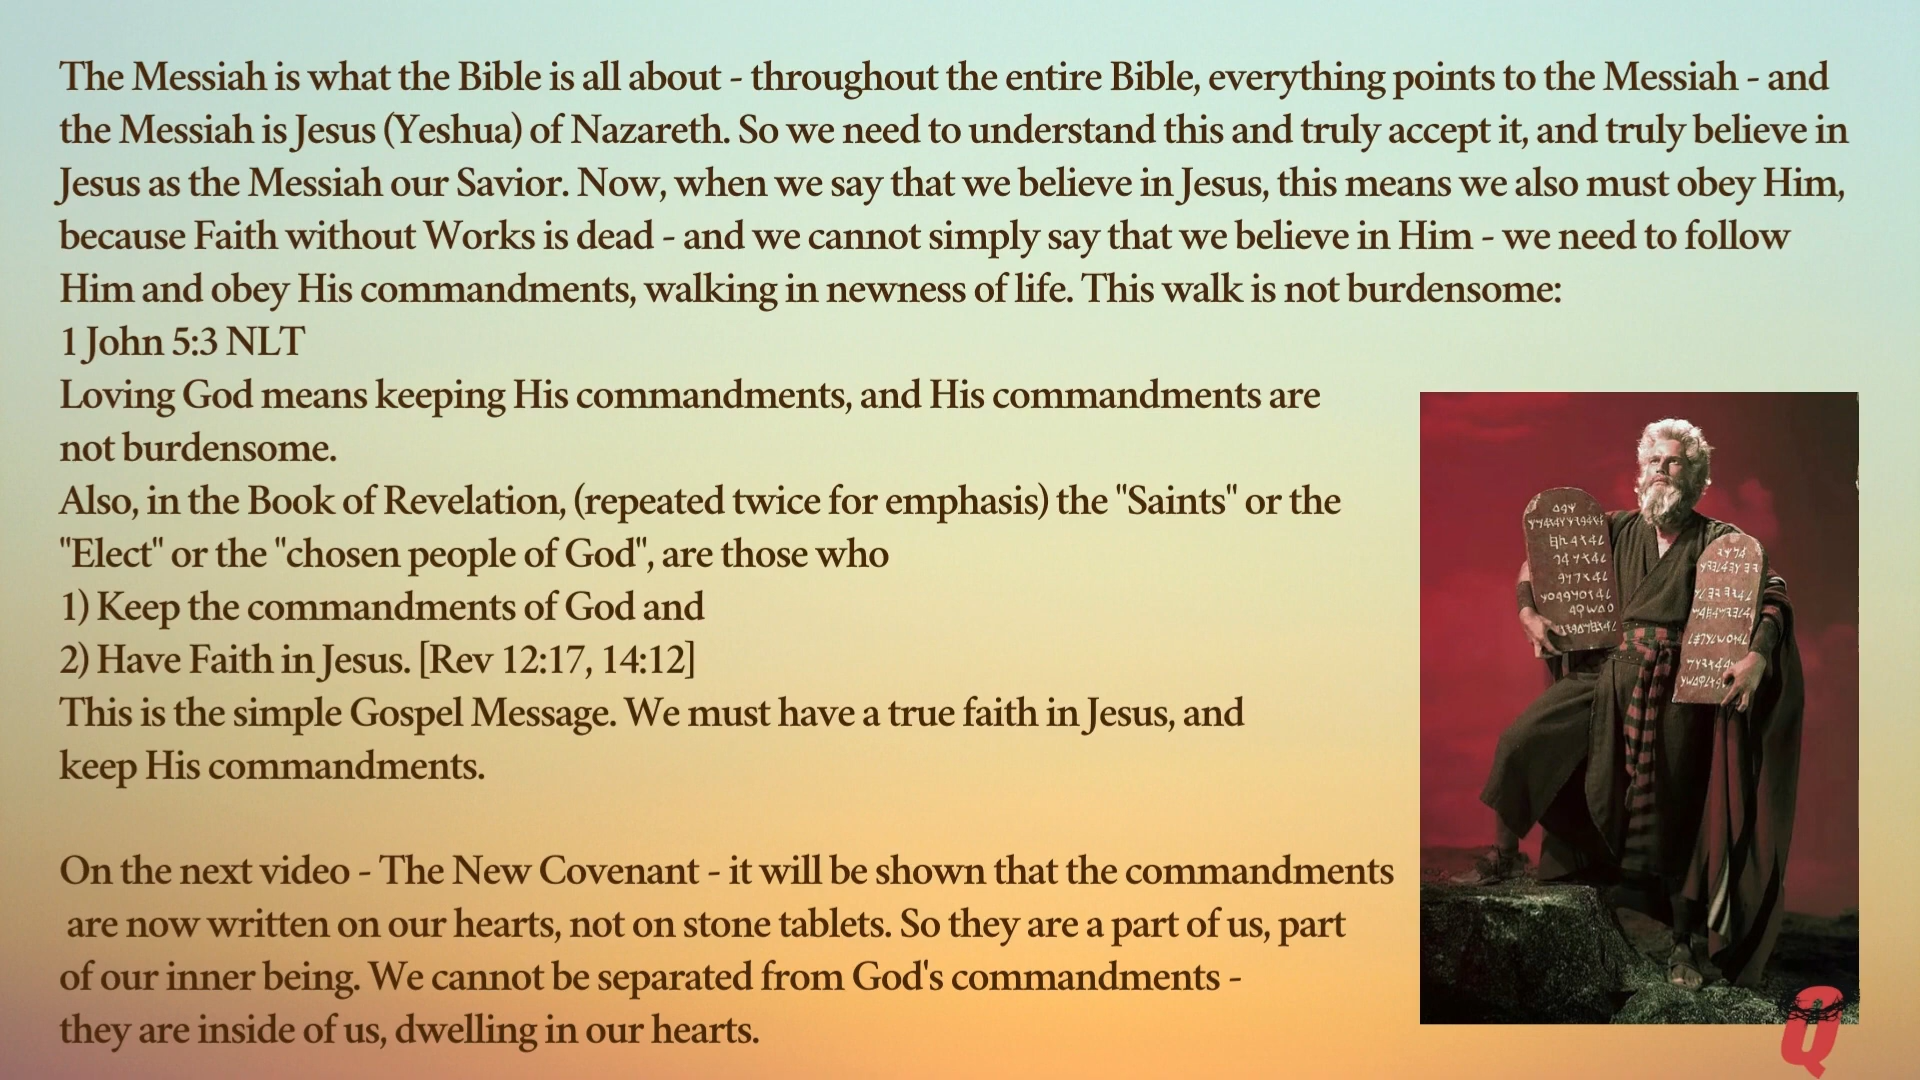 The Messiah is what the Bible is all about - throughout the entire Bible, everything points to the Messiah - and
the Messiah is Jesus (Yeshua) of Nazareth. So we need to understand this and truly accept it, and truly believe in
Jesus as the Messiah our Savior. Now, when we say that we believe in Jesus, this means we also must obey Him,
because Faith without Works is dead - and we cannot simply say that we believe in Him - we need to follow
Him and obey His commandments, walking in newness of life. This walk is not burdensome:
1 John 5:3 NLT
Loving God means keeping His commandments, and His commandments are
not burdensome.
Also, in the Book of Revelation, (repeated twice for emphasis) the "Saints" or the
"Elect" or the "chosen people of God", are those who
1) Keep the commandments of God and
2) Have Faith in Jesus. [Rev 12:17, 14:12]
This is the simple Gospel Message. We must have a true faith in Jesus, and
keep His commandments.
On the next video - The New Covenant - it will be shown that the commandments
are now written on our hearts, not on stone tablets. So they are a part of us, part
of our inner being. We cannot be separated from God's commandments -
they are inside of us, dwelling in our hearts.
Q